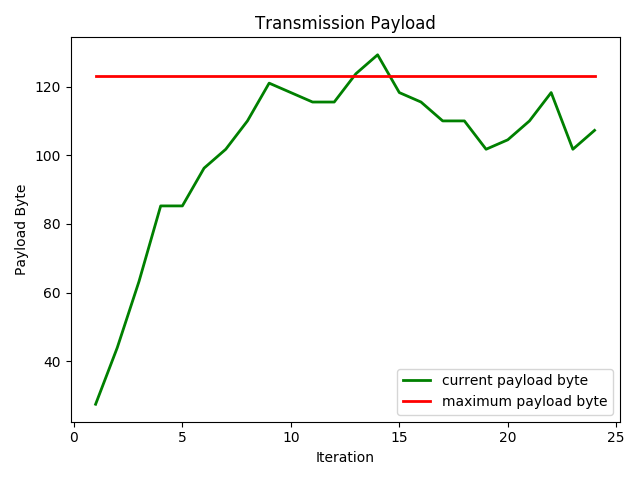 Transmission Payload
Payload Byte
120
100
80
60
40
0
5
10
15
20
25
Iteration
current payload byte
maximum payload byte